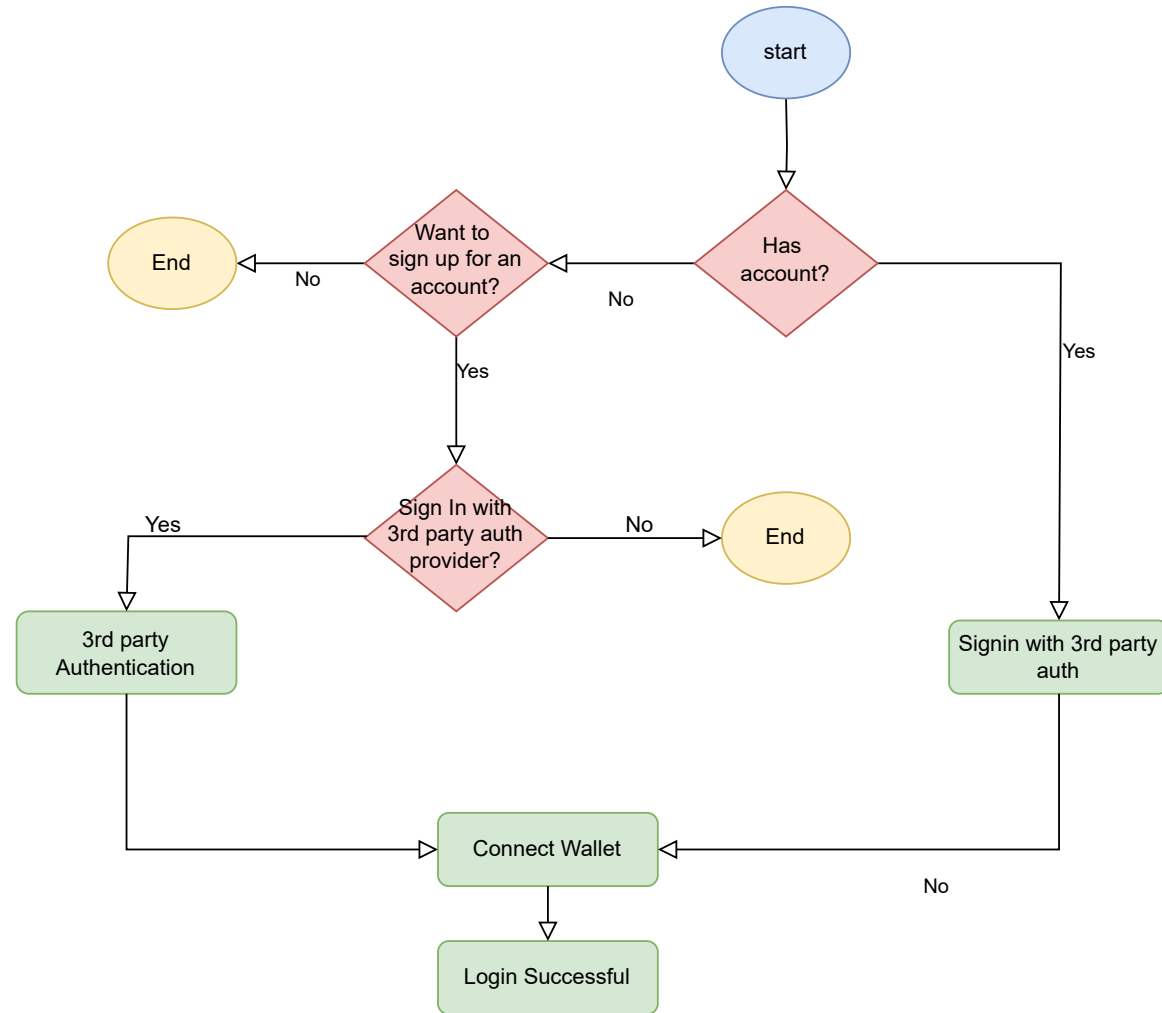 start
Has
account?
Want to
sign up for an
account?
End
No
No
Yes
Yes
Sign In with
3rd party auth
provider?
Yes
No
End
3rd party
Authentication
Signin with 3rd party
auth
Connect Wallet
No
Login Successful